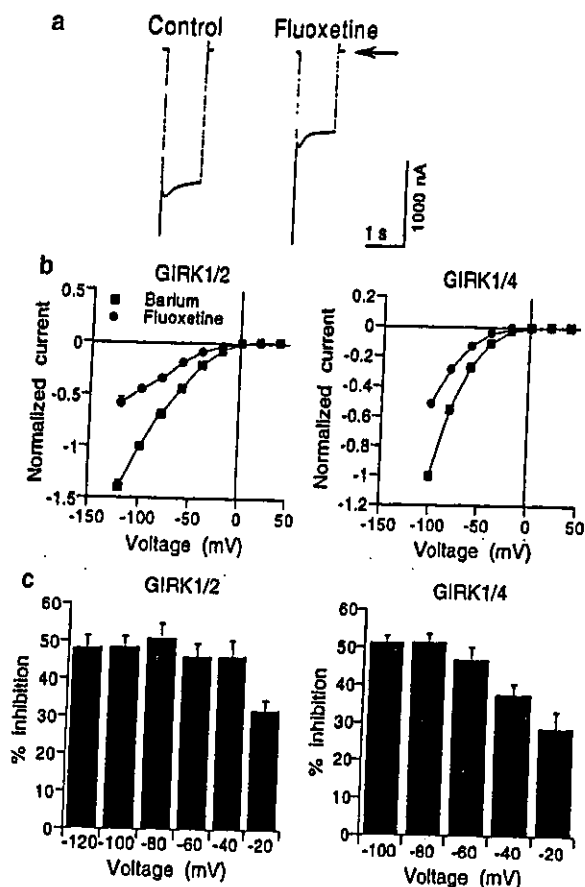 a
Control Fluoxetine
1 s
1000 nA
b
GIRK1/2
Normalized current
0.5
0
-0.5
-1
-1.5
Barium
Fluoxetine
-150 -100 -50 0 50
Voltage (mV)
GIRK1/4
Normalized current
0.2
0
-0.2
-0.4
-0.6
-0.8
-1
-1.2
-150 -100 -50 0 50
Voltage (mV)
c
GIRK1/2
% inhibition
60
50
40
30
20
10
0
-120 -100 -80 -60 -40 -20
Voltage (mV)
GIRK1/4
% inhibition
60
50
40
30
20
10
0
-100 -80 -60 -40 -20
Voltage (mV)